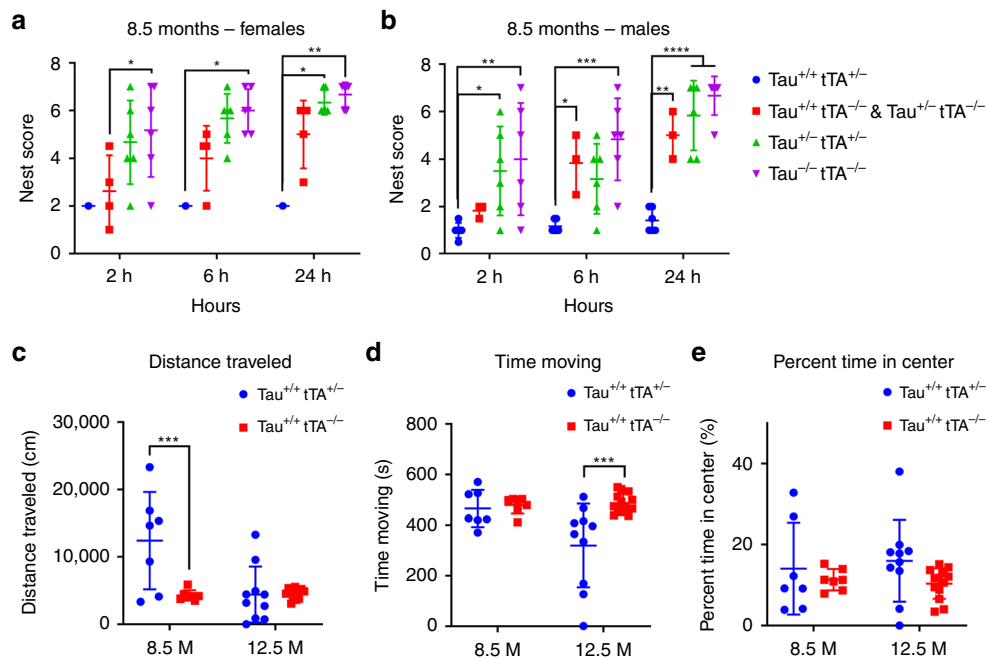 a
8.5 months – females
Nest score
8
6
4
2
0
*
*
**
*
2 h
6 h
24 h
Hours
b
8.5 months – males
Nest score
8
6
4
2
0
**
*
***
*
****
**
2 h
6 h
24 h
Hours
Tau+/+ tTA+/–
Tau+/+ tTA–/– & Tau+/– tTA–/–
Tau+/– tTA+/–
Tau–/– tTA–/–
c
Distance traveled
Tau+/+ tTA+/–
Tau+/+ tTA–/–
Distance traveled (cm)
30,000
20,000
10,000
0
***
8.5 M
12.5 M
d
Time moving
Tau+/+ tTA+/–
Tau+/+ tTA–/–
Time moving (s)
800
600
400
200
0
***
8.5 M
12.5 M
e
Percent time in center
Tau+/+ tTA+/–
Tau+/+ tTA–/–
Percent time in center (%)
40
20
0
8.5 M
12.5 M